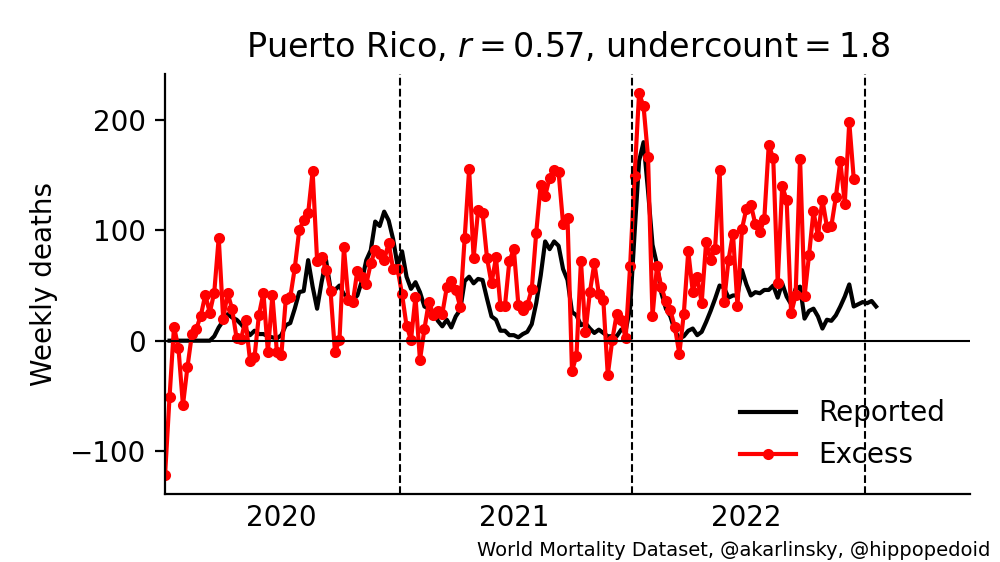 Puerto Rico, r = 0.57, undercount = 1.8
200
100
0
−100
Weekly deaths
Reported
Excess
2020 2021 2022
World Mortality Dataset, @akarlinsky, @hippopedoid